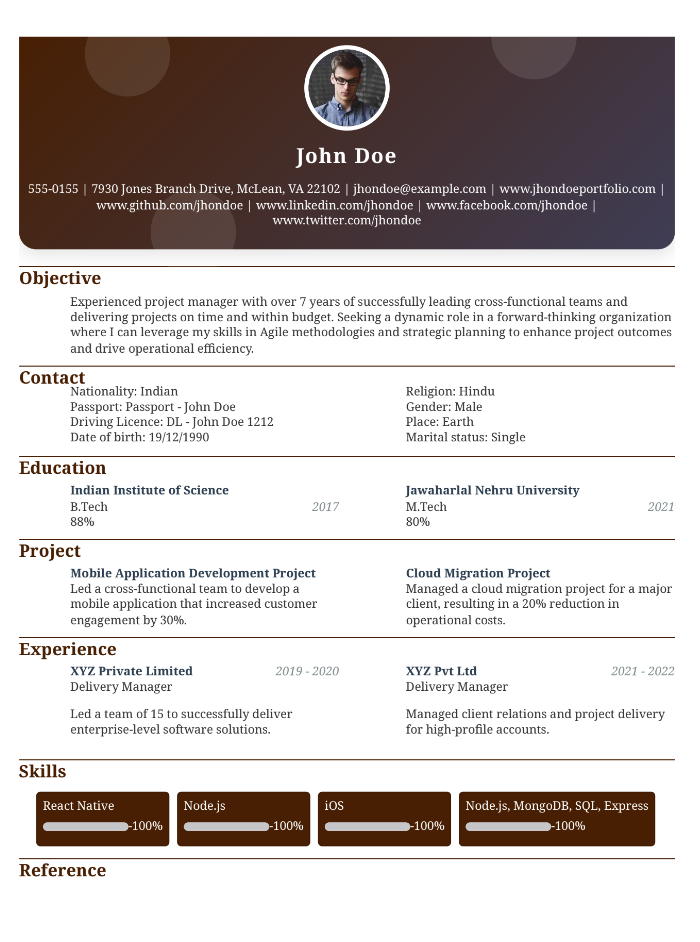 John Doe
555-0155 | 7930 Jones Branch Drive, McLean, VA 22102 | jhondoe@example.com | www.jhondoeportfolio.com |
www.github.com/jhondoe | www.linkedin.com/jhondoe | www.facebook.com/jhondoe |
www.twitter.com/jhondoe
Objective
Experienced project manager with over 7 years of successfully leading cross-functional teams and
delivering projects on time and within budget. Seeking a dynamic role in a forward-thinking organization
where I can leverage my skills in Agile methodologies and strategic planning to enhance project outcomes
and drive operational efficiency.
Contact
Nationality: Indian
Passport: Passport - John Doe
Driving Licence: DL - John Doe 1212
Date of birth: 19/12/1990
Religion: Hindu
Gender: Male
Place: Earth
Marital status: Single
Education
Indian Institute of Science
B.Tech 2017
88%
Jawaharlal Nehru University
M.Tech 2021
80%
Project
Mobile Application Development Project
Led a cross-functional team to develop a
mobile application that increased customer
engagement by 30%.
Cloud Migration Project
Managed a cloud migration project for a major
client, resulting in a 20% reduction in
operational costs.
Experience
XYZ Private Limited 2019 - 2020
Delivery Manager
Led a team of 15 to successfully deliver
enterprise-level software solutions.
XYZ Pvt Ltd 2021 - 2022
Delivery Manager
Managed client relations and project delivery
for high-profile accounts.
Skills
React Native
-100%
Node.js
-100%
iOS
-100%
Node.js, MongoDB, SQL, Express
-100%
Reference